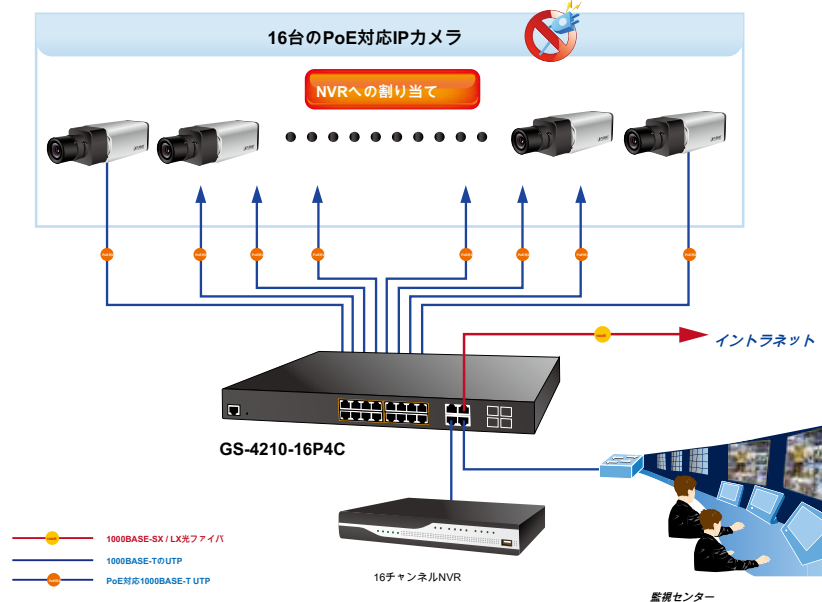 16台のPoE対応IPカメラ
NVRへの割り当て
イントラネット
GS-4210-16P4C
1000BASE-SX / LX光ファイバ
1000BASE-TのUTP
PoE対応1000BASE-T UTP
16チャンネルNVR
監視センター